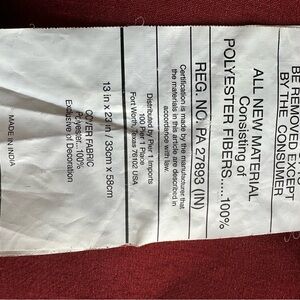 BE REMOVED EXCEPT
BY THE CONSUMER
ALL NEW MATERIAL
Consisting of
POLYESTER FIBERS.....100%
REG. NO. PA 27893 (IN)
Certification is made by the manufacturer that
the materials in this article are described in
accordance with law.
Distributed by Pier 1 Imports
100 Pier 1 Place
Fort Worth, Texas 76102 USA
13 in x 23 in / 33cm x 58cm
COVER FABRIC
Polyester...100%
Exclusive of Decoration
MADE IN INDIA